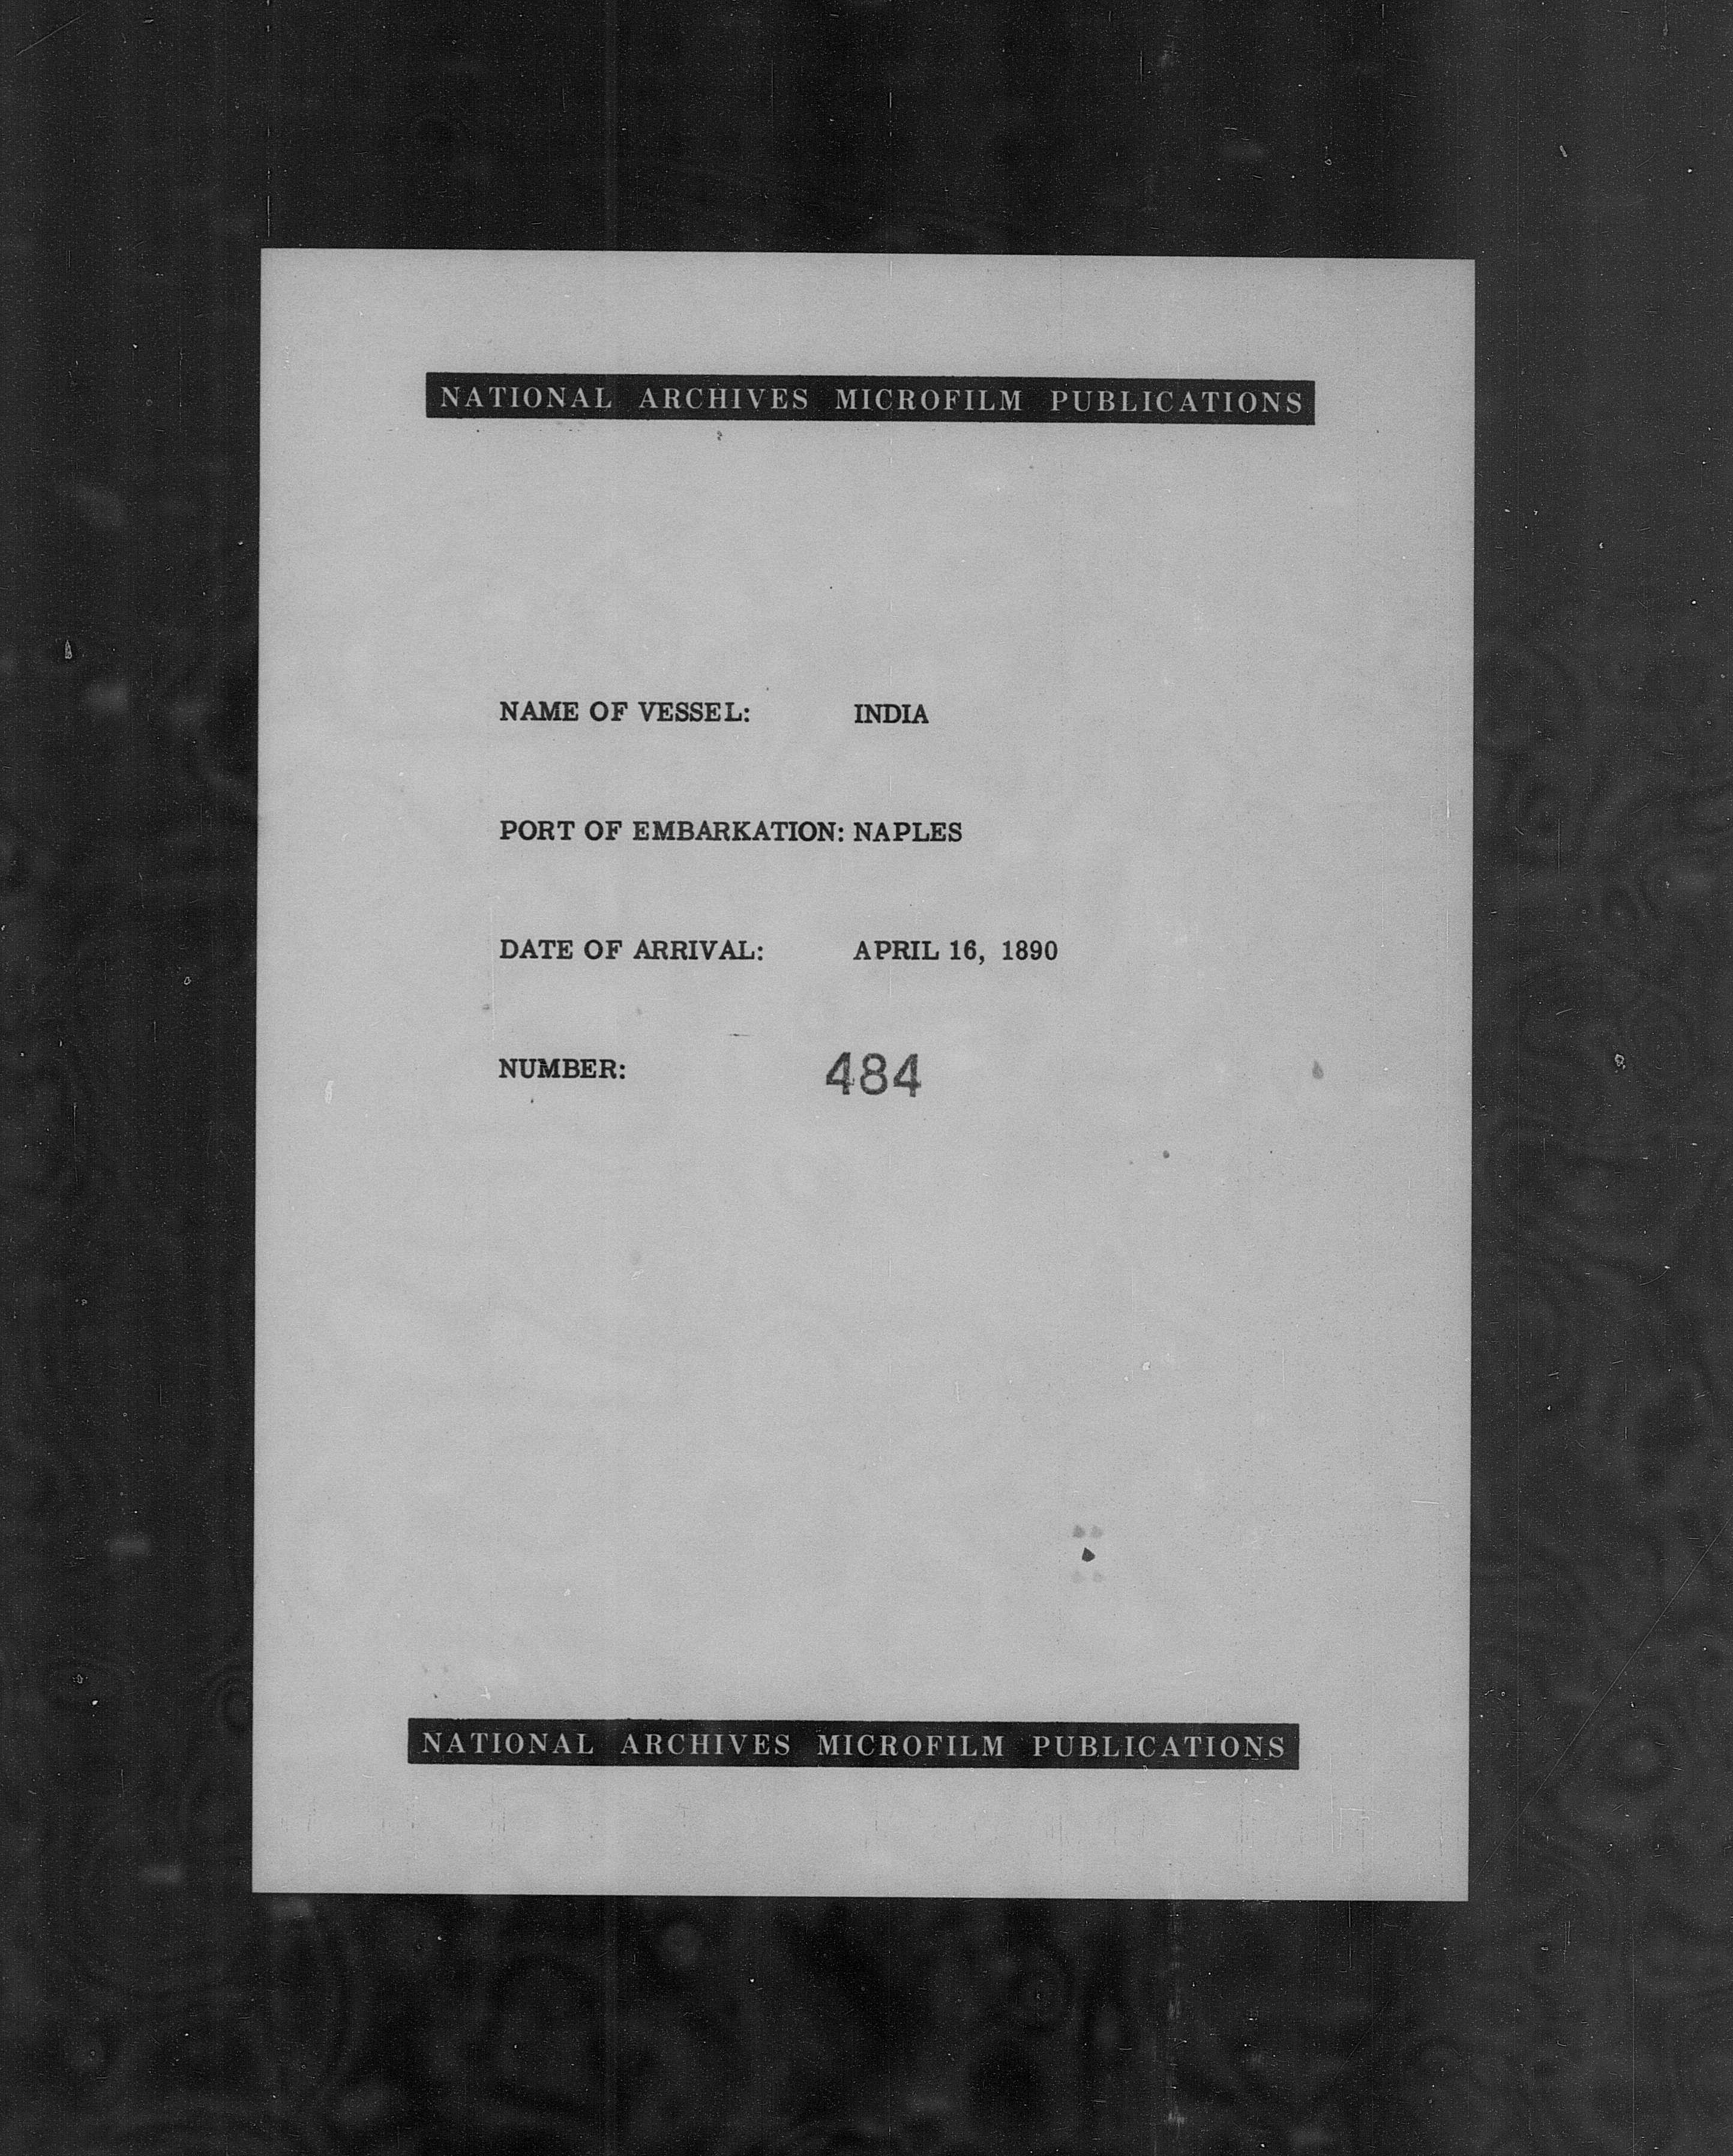 NATIONAL ARCHIVES MICROFILM PUBLICATIONS
NAME OF VESSEL: INDIA
PORT OF EMBARKATION: NAPLES
DATE OF ARRIVAL: APRIL 16, 1890
NUMBER: 484
NATIONAL ARCHIVES MICROFILM PUBLICATIONS